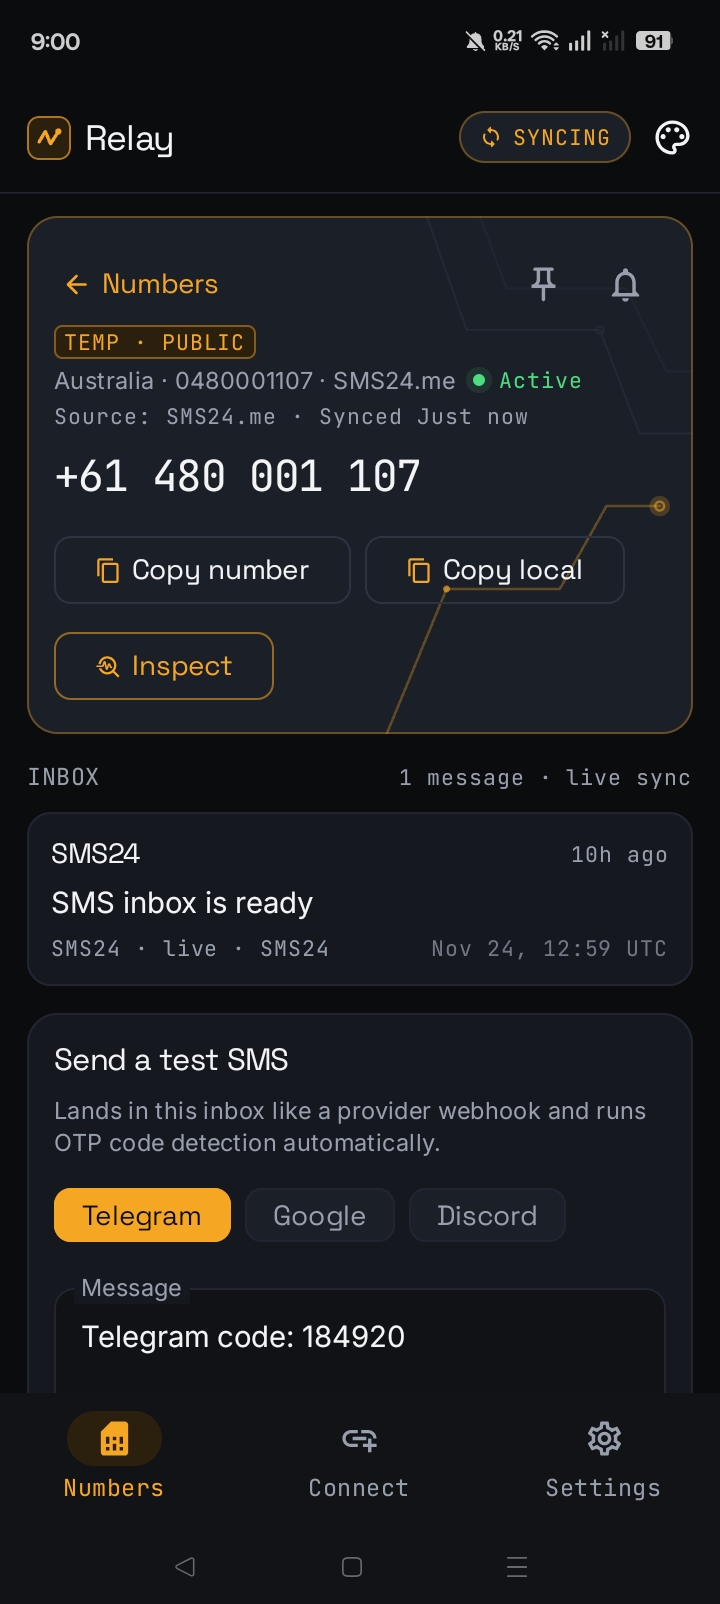 9:00
0.21 KB/S
91
Relay
SYNCING
Numbers
TEMP · PUBLIC
Australia · 0480001107 · SMS24.me Active
Source: SMS24.me · Synced Just now
+61 480 001 107
Copy number
Copy local
Inspect
INBOX
1 message · live sync
SMS24
10h ago
SMS inbox is ready
SMS24 · live · SMS24
Nov 24, 12:59 UTC
Send a test SMS
Lands in this inbox like a provider webhook and runs
OTP code detection automatically.
Telegram
Google
Discord
Message
Telegram code: 184920
Numbers
Connect
Settings